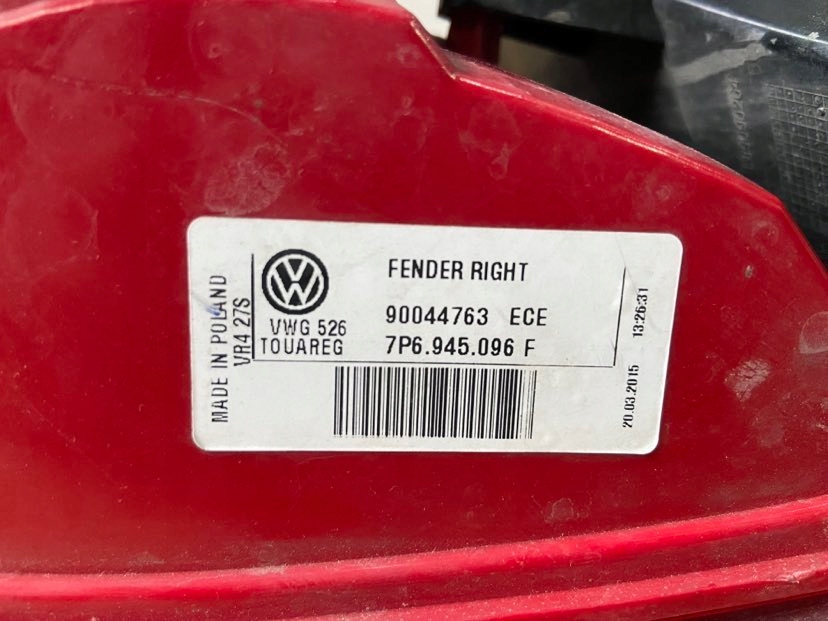 FENDER RIGHT
VWG 526
TOUAREG
90044763 ECE
7P6.945.096 F
MADE IN POLAND
VR4 27S
20.03.2015 13:26:31